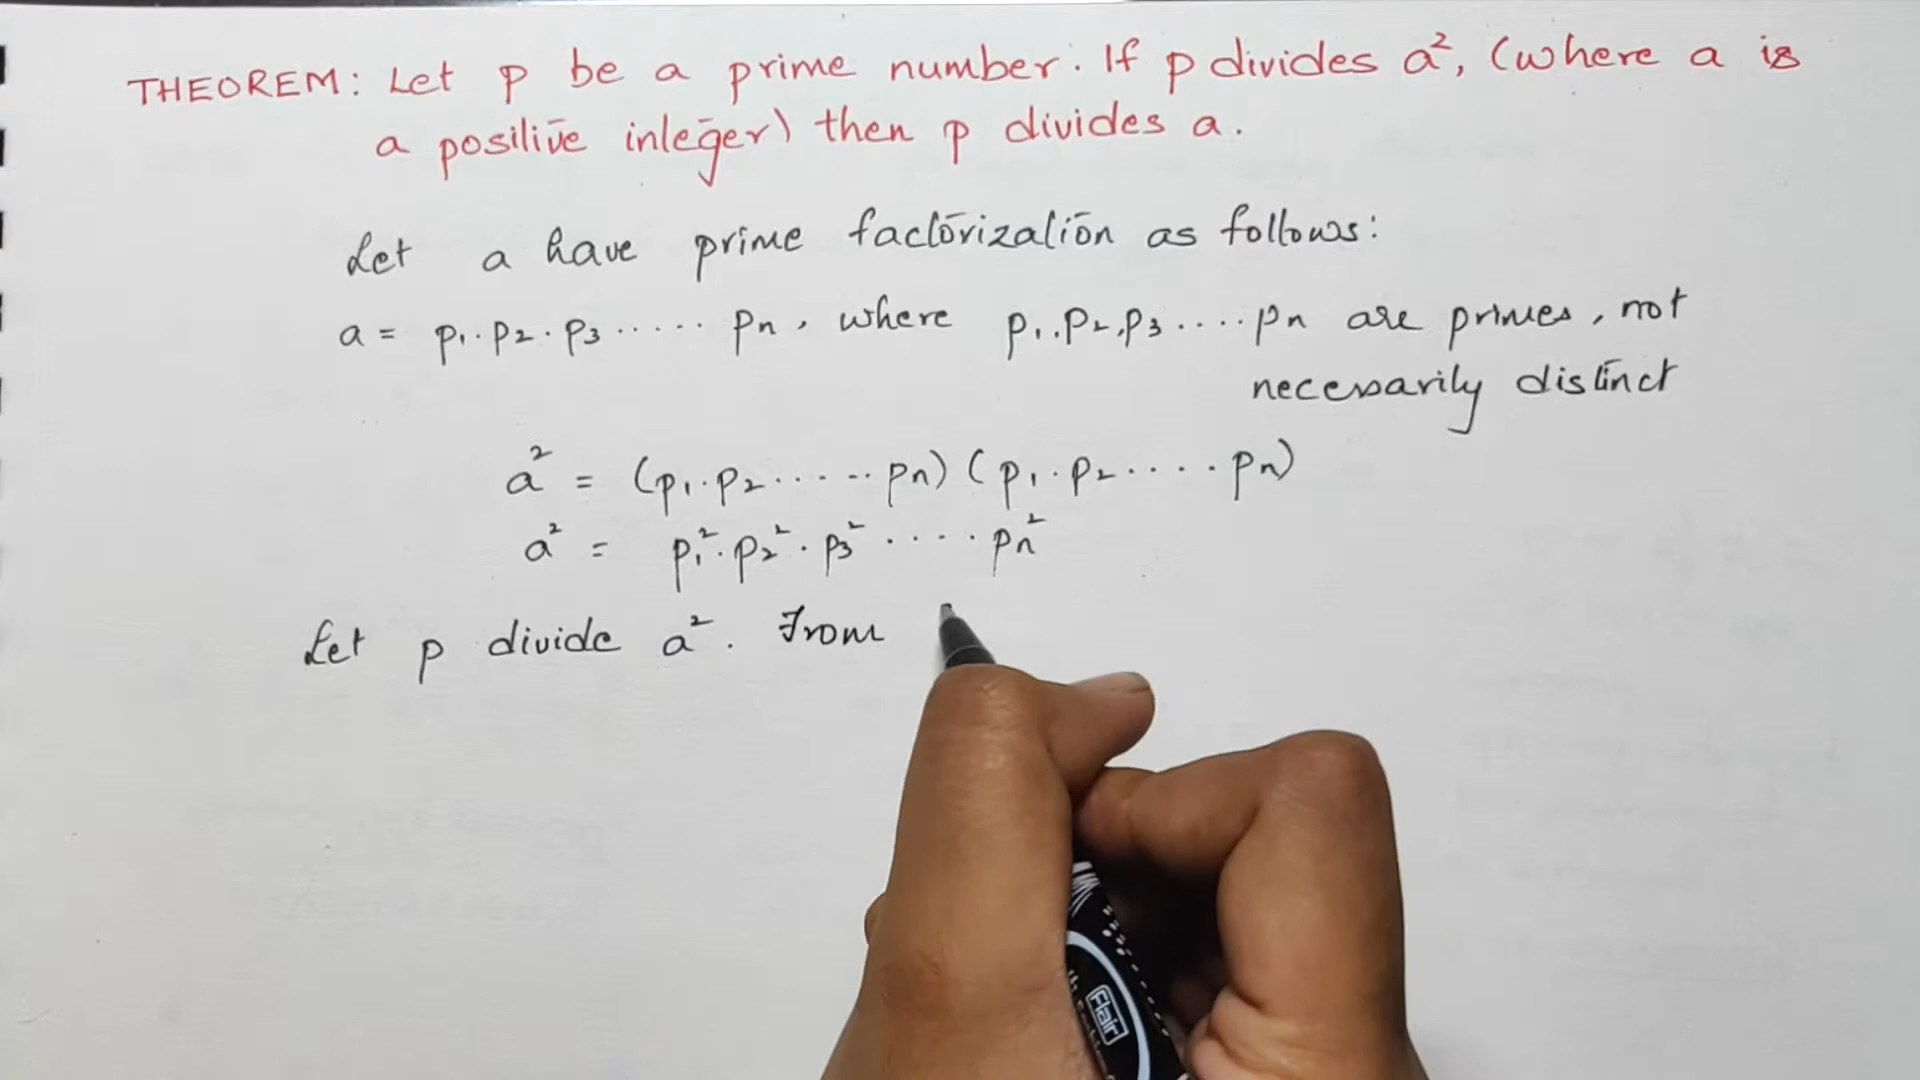 THEOREM: Let p be a prime number. If p divides a², (where a is
a positive integer) then p divides a.
Let a have prime factorization as follows:
a = p₁.p₂.p₃.....pₙ, where p₁.p₂,p₃....pₙ are primes, not
necessarily distinct
a² = (p₁.p₂.....pₙ)(p₁.p₂....pₙ)
a² = p₁².p₂².p₃².....pₙ²
Let p divide a². From
Flair